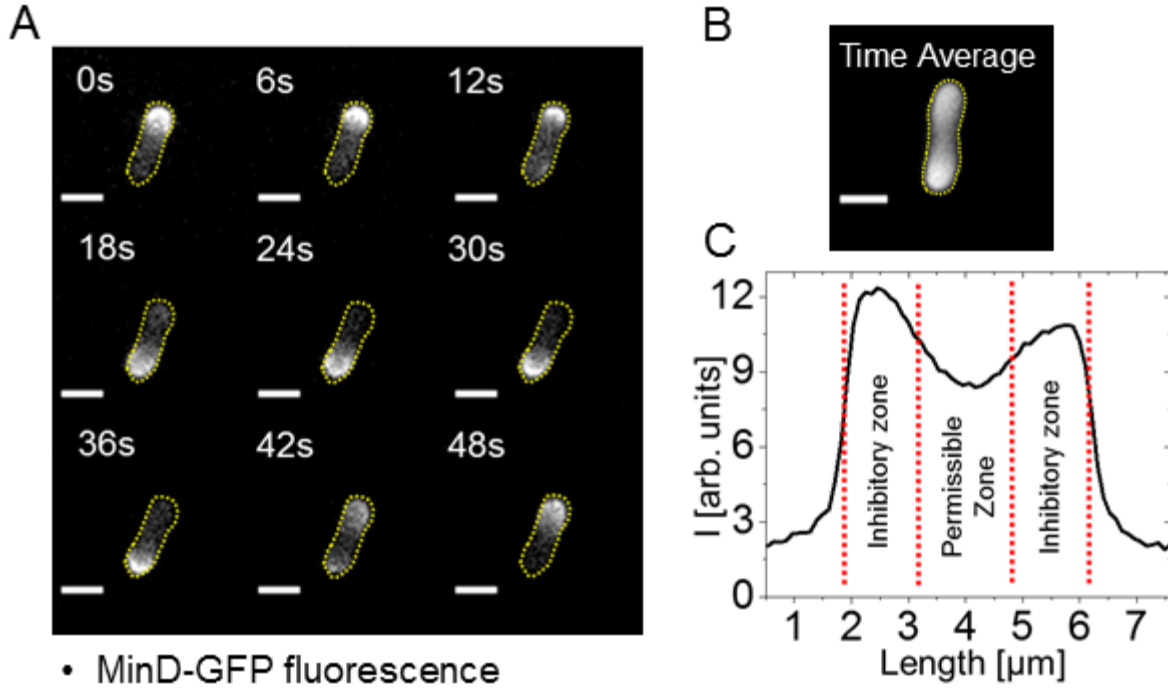 A
0s 6s 12s
18s 24s 30s
36s 42s 48s
• MinD-GFP fluorescence
B
Time Average
C
I [arb. units]
12
9
6
3
0
Inhibitory zone
Permissible
Zone
Inhibitory zone
1 2 3 4 5 6 7
Length [µm]